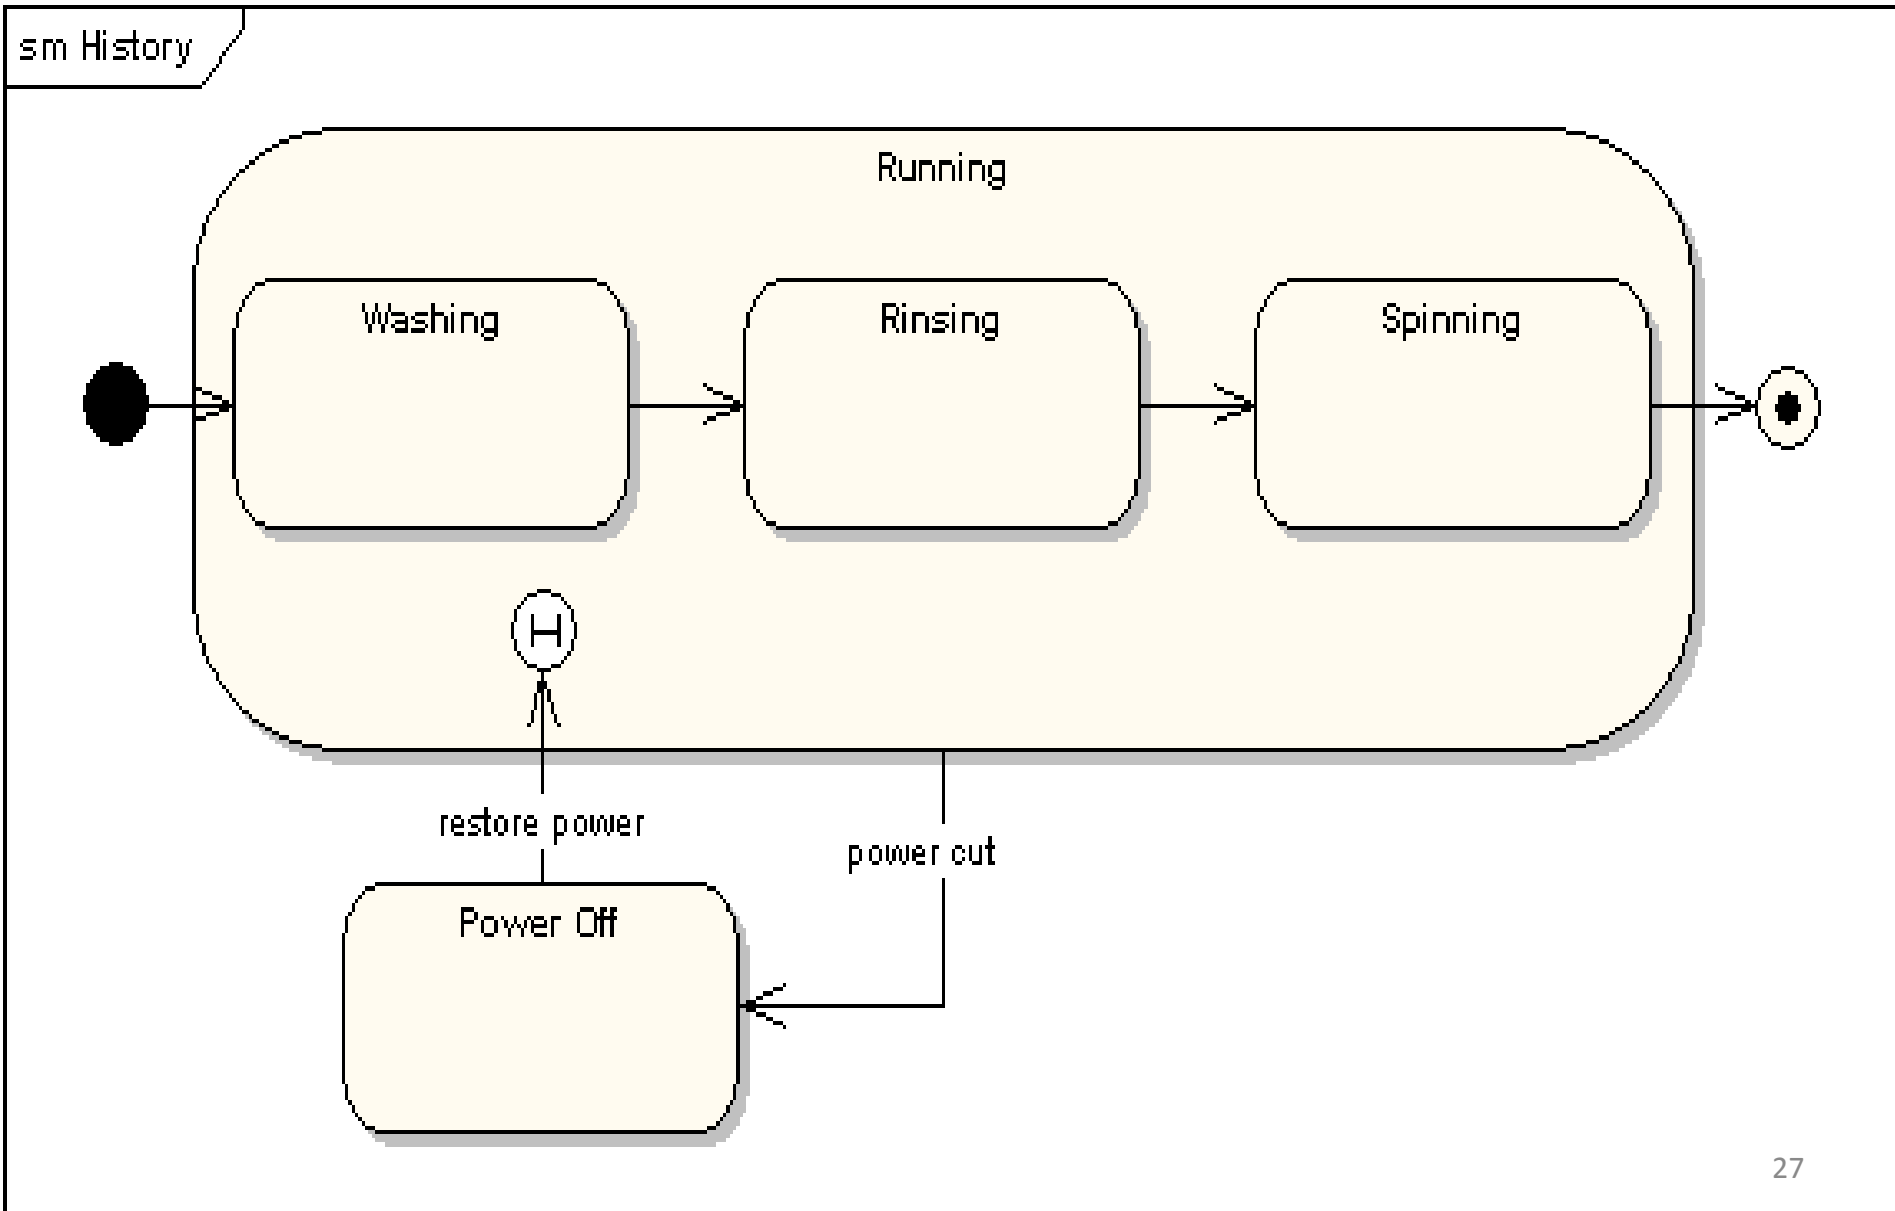 sm History
Running
Washing
Rinsing
Spinning
H
restore power
power cut
Power Off
27